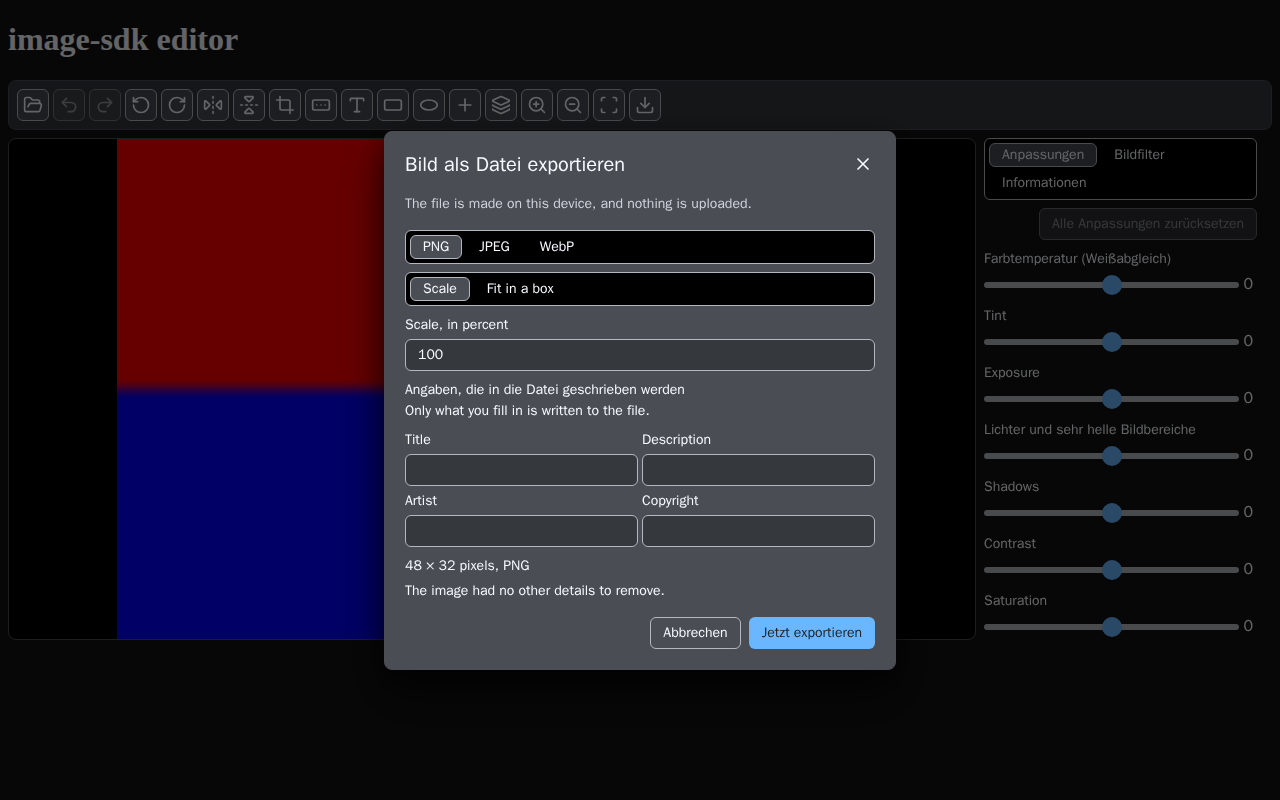 image-sdk editor
Bild als Datei exportieren
The file is made on this device, and nothing is uploaded.
PNG JPEG WebP
Scale Fit in a box
Scale, in percent
100
Angaben, die in die Datei geschrieben werden
Only what you fill in is written to the file.
Title Description
Artist Copyright
48 × 32 pixels, PNG
The image had no other details to remove.
Abbrechen Jetzt exportieren
Anpassungen Bildfilter
Informationen
Alle Anpassungen zurücksetzen
Farbtemperatur (Weißabgleich)
0
Tint
0
Exposure
0
Lichter und sehr helle Bildbereiche
0
Shadows
0
Contrast
0
Saturation
0